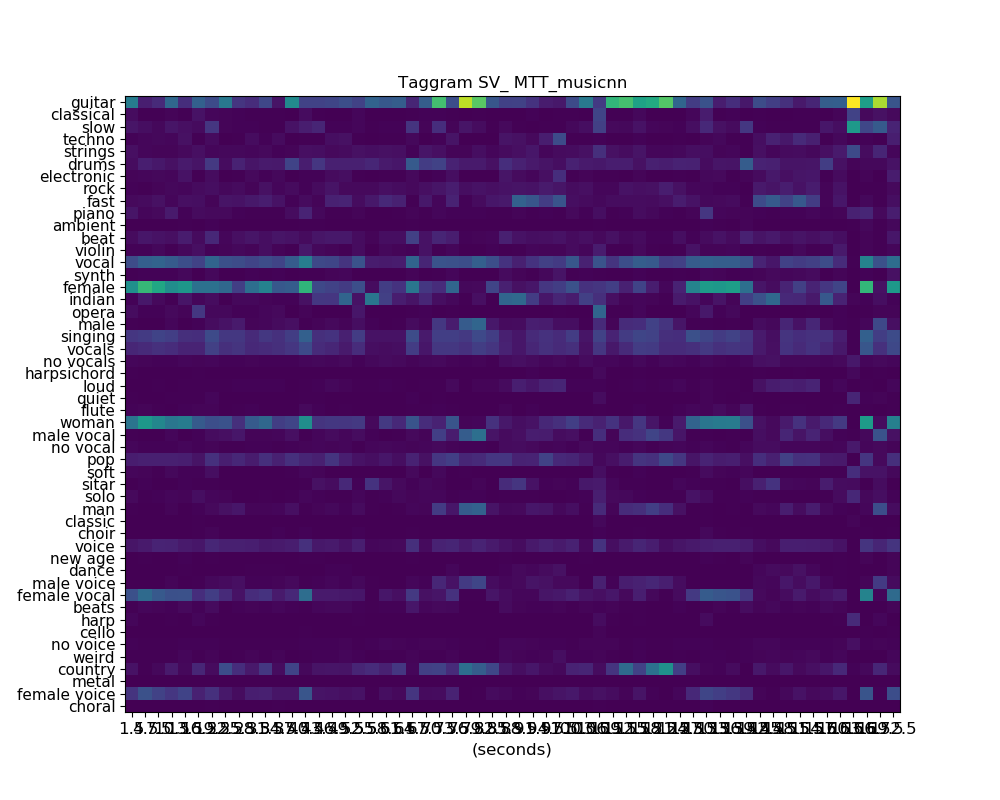 Taggram SV_ MTT_musicnn
guitar
classical
slow
techno
strings
drums
electronic
rock
fast
piano
ambient
beat
violin
vocal
synth
female
indian
opera
male
singing
vocals
no vocals
harpsichord
loud
quiet
flute
woman
male vocal
no vocal
pop
soft
sitar
solo
man
classic
choir
voice
new age
dance
male voice
female vocal
beats
harp
cello
no voice
weird
country
metal
female voice
choral
(seconds)